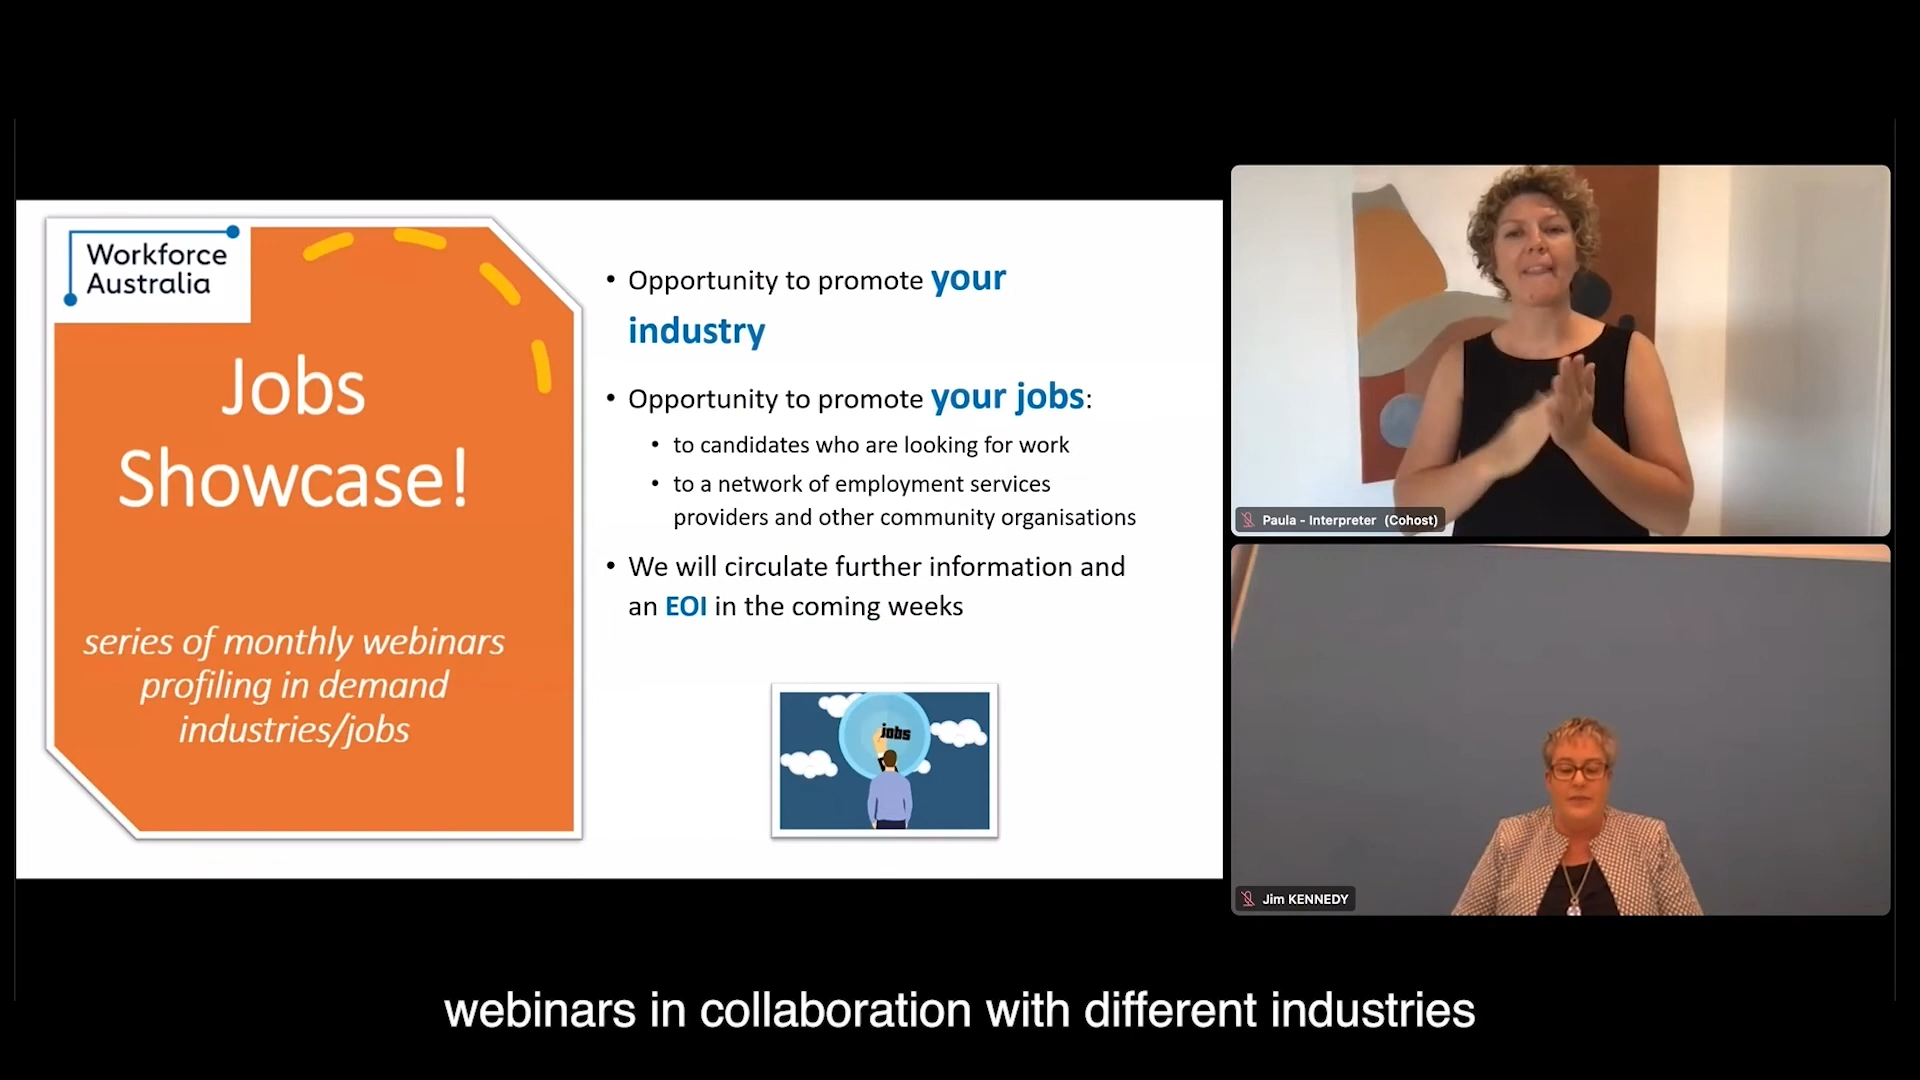 Workforce
Australia
Jobs
Showcase!
series of monthly webinars
profiling in demand
industries/jobs
• Opportunity to promote your
industry
• Opportunity to promote your jobs:
• to candidates who are looking for work
• to a network of employment services
providers and other community organisations
• We will circulate further information and
an EOI in the coming weeks
jobs
Paula - Interpreter (Cohost)
Jim KENNEDY
webinars in collaboration with different industries